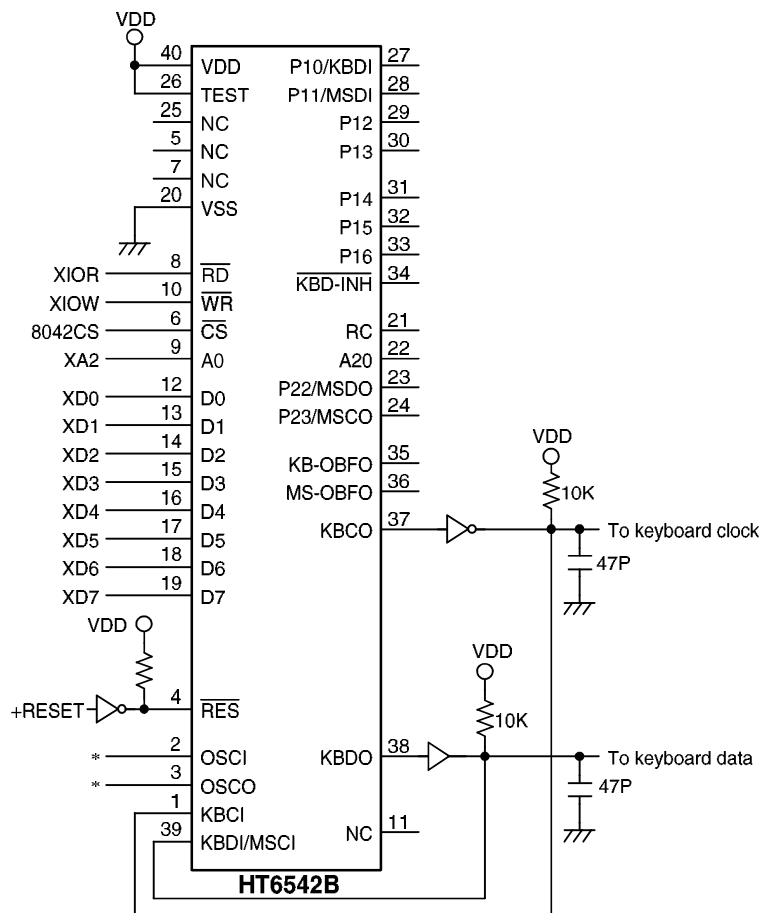 VDD
40 VDD P10/KBDI 27
26 TEST P11/MSDI 28
25 NC P12 29
5 NC P13 30
7 NC
P14 31
20 VSS P15 32
P16 33
XIOR 8 RD KBD-INH 34
XIOW 10 WR
8042CS 6 CS RC 21
XA2 9 A0 A20 22
P22/MSDO 23
XD0 12 D0
XD1 13 D1 P23/MSCO 24
XD2 14 D2 KB-OBFO 35
VDD
XD3 15 D3 MS-OBFO 36 10K
XD4 16 D4 KBCO 37 To keyboard clock
XD5 17 D5
XD6 18 D6 47P
XD7 19 D7
VDD
VDD
+RESET 4 RES 10K
* 2 OSCI KBDO 38 To keyboard data
* 3 OSCO 47P
1 KBCI
39 KBDI/MSCI NC 11
HT6542B